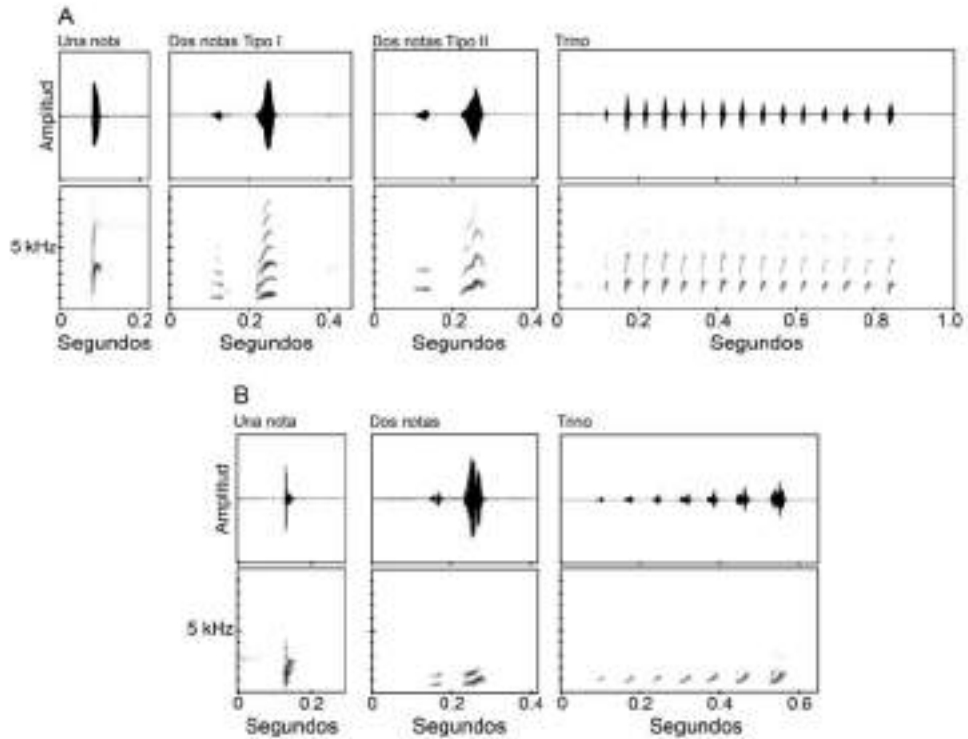 A
Una nota Dos notas Tipo I Dos notas Tipo II Trino
Amplitud
5 kHz
0 0.2 0 0.2 0.4 0 0.2 0.4 0 0.2 0.4 0.6 0.8 1.0
Segundos Segundos Segundos Segundos
B
Una nota Dos notas Trino
Amplitud
5 kHz
0 0.2 0 0.2 0.4 0 0.2 0.4 0.6
Segundos Segundos Segundos